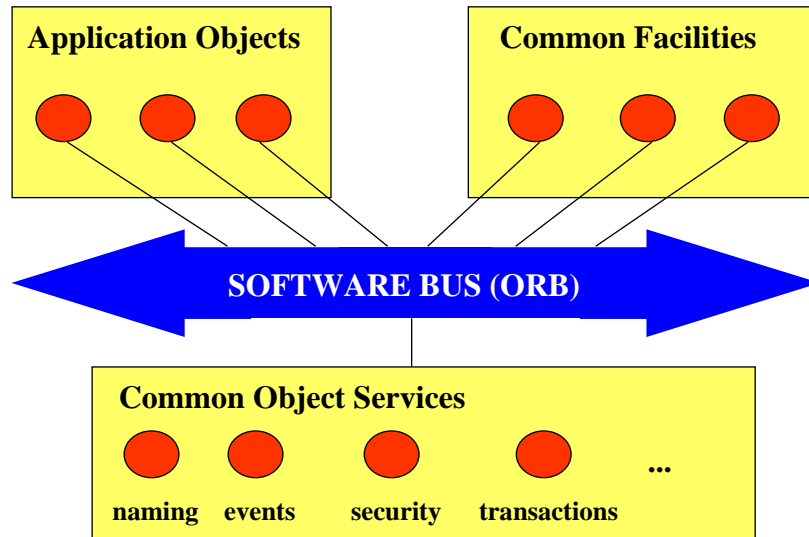 Application Objects
Common Facilities
SOFTWARE BUS (ORB)
Common Object Services
...
naming events security transactions